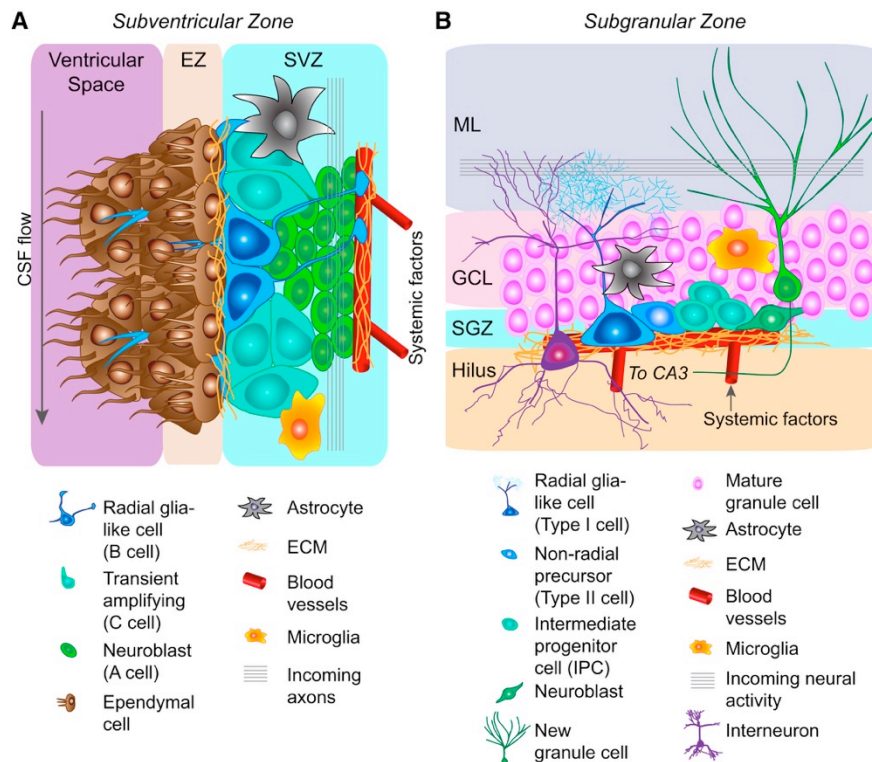 A
Subventricular Zone
Ventricular
Space
EZ
SVZ
CSF flow
Systemic factors
Radial glia-
like cell
(B cell)
Transient
amplifying
(C cell)
Neuroblast
(A cell)
Ependymal
cell
Astrocyte
ECM
Blood
vessels
Microglia
Incoming
axons
B
Subgranular Zone
ML
GCL
SGZ
Hilus
To CA3
Systemic factors
Radial glia-
like cell
(Type I cell)
Non-radial
precursor
(Type II cell)
Intermediate
progenitor
cell (IPC)
Neuroblast
New
granule cell
Mature
granule cell
Astrocyte
ECM
Blood
vessels
Microglia
Incoming neural
activity
Interneuron